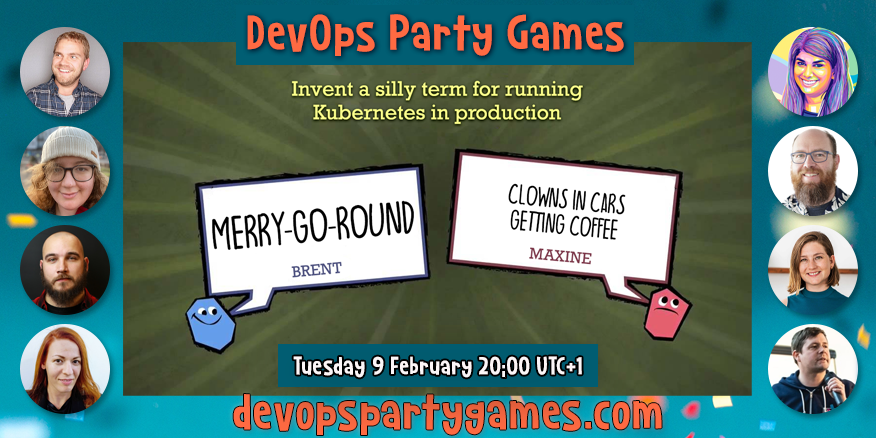 DevOps Party Games
Invent a silly term for running
Kubernetes in production
MERRY-GO-ROUND
BRENT
CLOWNS IN CARS
GETTING COFFEE
MAXINE
Tuesday 9 February 20:00 UTC+1
devopspartygames.com